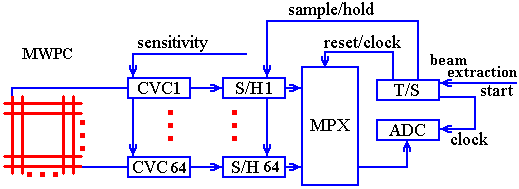 sample/hold
MWPC
sensitivity
reset/clock
beam
extraction
CVC1
S/H1
T/S
start
MPX
ADC
clock
CVC 64
S/H 64